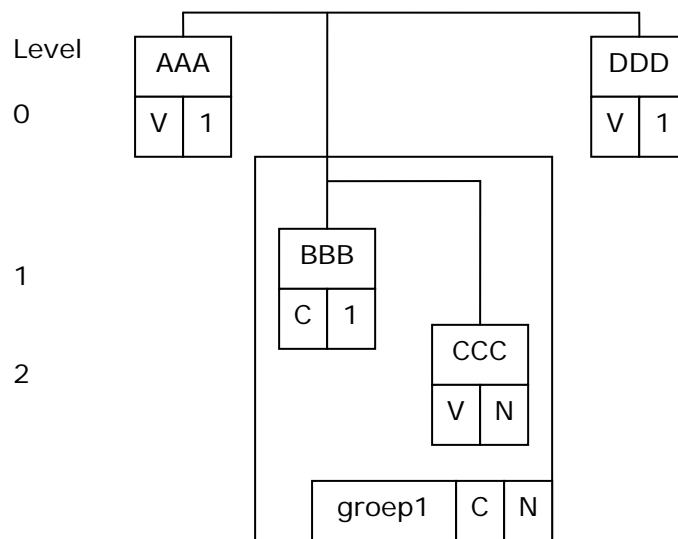 Level
AAA
DDD
0
V 1
V 1
BBB
1
C 1
CCC
2
V N
groep1 C N